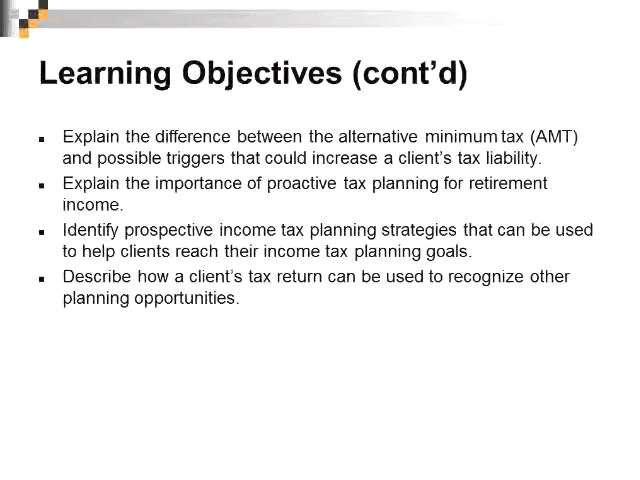 Learning Objectives (cont’d)
▪ Explain the difference between the alternative minimum tax (AMT)
and possible triggers that could increase a client’s tax liability.
▪ Explain the importance of proactive tax planning for retirement
income.
▪ Identify prospective income tax planning strategies that can be used
to help clients reach their income tax planning goals.
▪ Describe how a client’s tax return can be used to recognize other
planning opportunities.